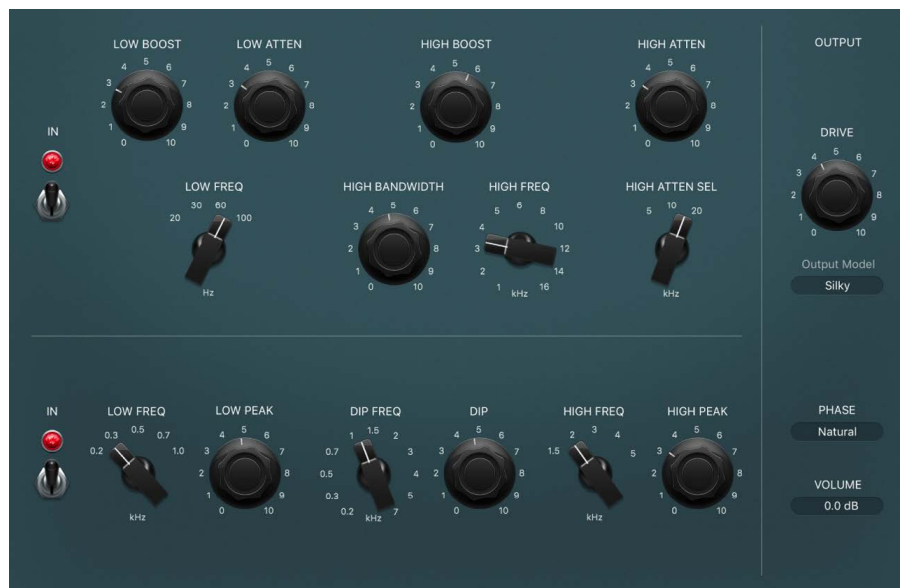 LOW BOOST
0 1 2 3 4 5 6 7 8 9 10
LOW ATTEN
0 1 2 3 4 5 6 7 8 9 10
HIGH BOOST
0 1 2 3 4 5 6 7 8 9 10
HIGH ATTEN
0 1 2 3 4 5 6 7 8 9 10
OUTPUT
IN
DRIVE
0 1 2 3 4 5 6 7 8 9 10
LOW FREQ
20 30 60 100
Hz
HIGH BANDWIDTH
0 1 2 3 4 5 6 7 8 9 10
HIGH FREQ
1 2 3 4 5 6 8 10 12 14 16
kHz
HIGH ATTEN SEL
5 10 20
kHz
Output Model
Silky
IN
LOW FREQ
0.2 0.3 0.5 0.7 1.0
kHz
LOW PEAK
0 1 2 3 4 5 6 7 8 9 10
DIP FREQ
0.2 0.3 0.5 0.7 1 1.5 2 3 4 5 7
kHz
DIP
0 1 2 3 4 5 6 7 8 9 10
HIGH FREQ
1.5 2 3 4 5
kHz
HIGH PEAK
0 1 2 3 4 5 6 7 8 9 10
PHASE
Natural
VOLUME
0.0 dB